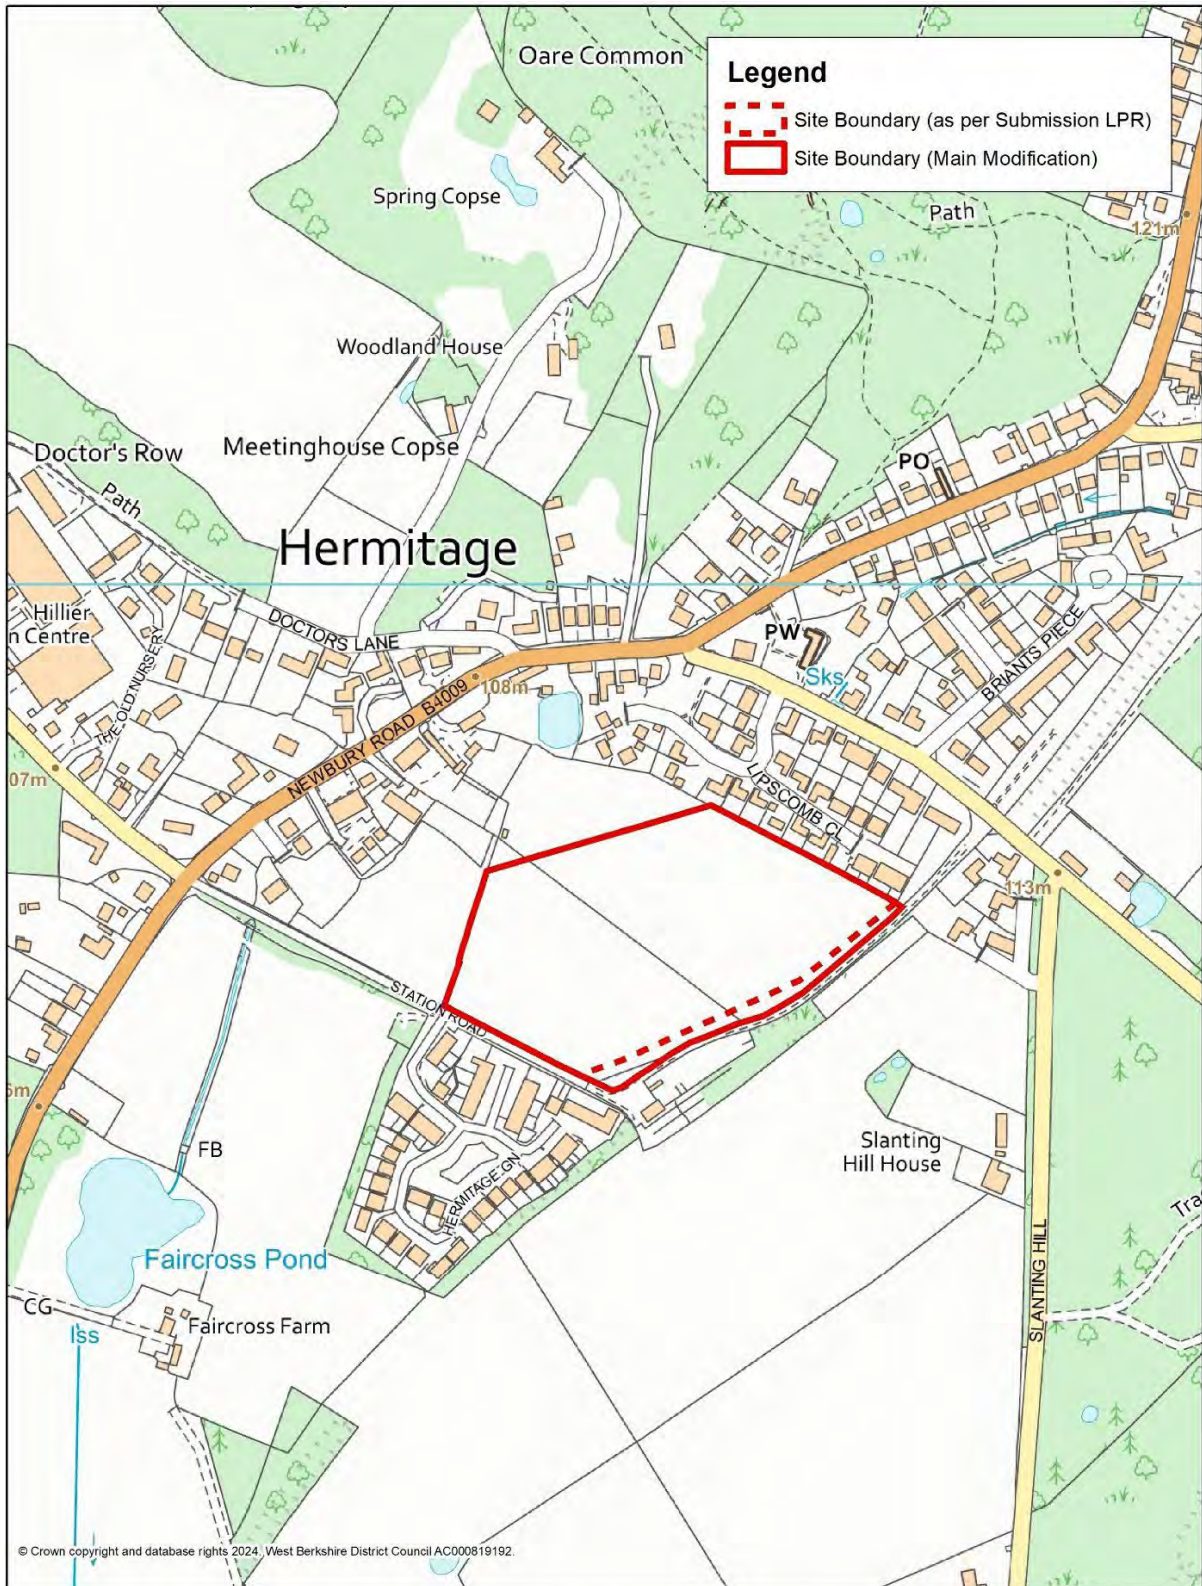 Oare Common
Legend
Site Boundary (as per Submission LPR)
Site Boundary (Main Modification)
Spring Copse
Path
121m
Woodland House
Doctor's Row
Meetinghouse Copse
PO
Path
Hermitage
Hillier
n Centre
DOCTORS LANE
PW
BRIANTS PIECE
THE OLD NURSERY
Sks
108m
NEWBURY ROAD B4009
07m
LIPSCOMB CL
113m
STATION ROAD
FB
Slanting
Hill House
HERMITAGE GN
Tra
Faircross Pond
SLANTING HILL
CG
Iss
Faircross Farm
© Crown copyright and database rights 2024, West Berkshire District Council AC000819192.